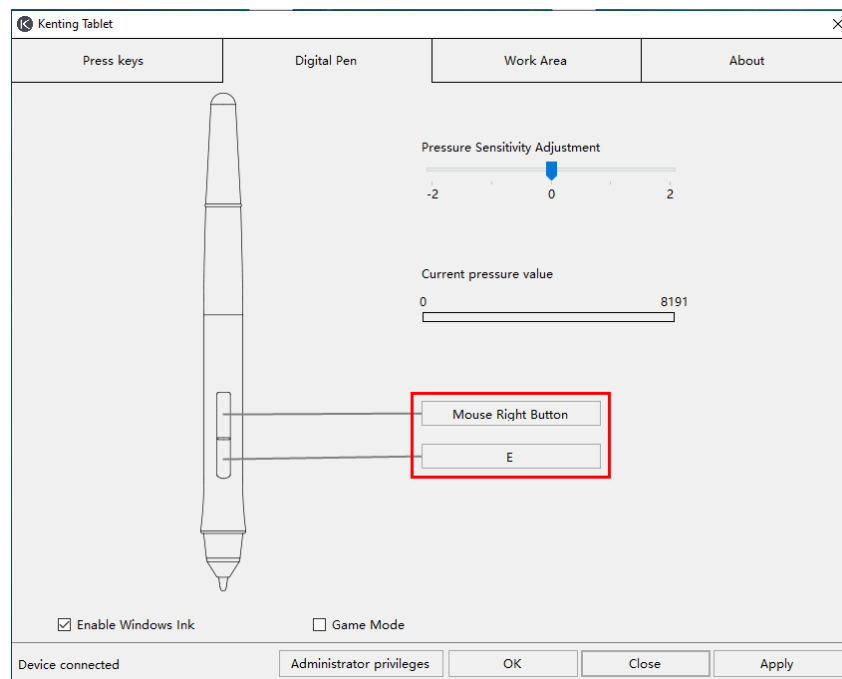 Kenting Tablet
Press keys Digital Pen Work Area About
Pressure Sensitivity Adjustment
-2 0 2
Current pressure value
0 8191
Mouse Right Button
E
Enable Windows Ink Game Mode
Device connected Administrator privileges OK Close Apply